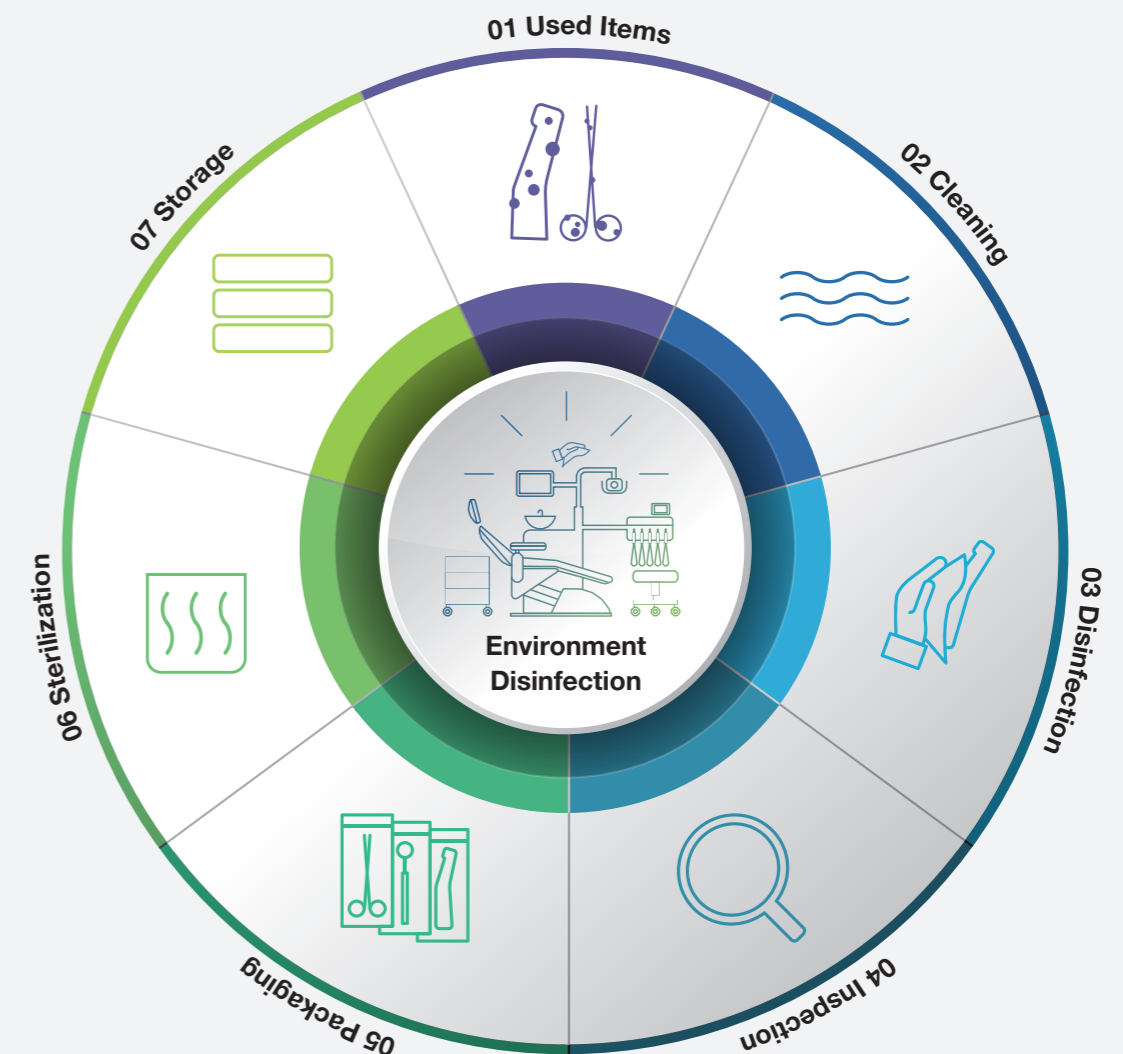 01 Used Items
02 Cleaning
03 Disinfection
04 Inspection
05 Packaging
06 Sterilization
07 Storage
Environment
Disinfection